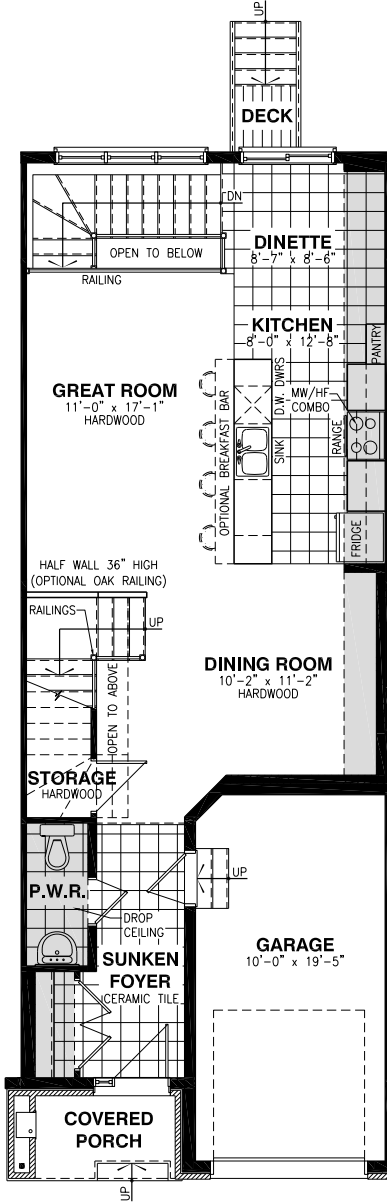 UP
DECK
DN
OPEN TO BELOW
RAILING
DINETTE
8'-7" x 8'-6"
KITCHEN
8'-0" x 12'-8"
PANTRY
GREAT ROOM
11'-0" x 17'-1"
HARDWOOD
OPTIONAL BREAKFAST BAR
D.W. DWRS
SINK
MW/HF
COMBO
RANGE
FRIDGE
HALF WALL 36" HIGH
(OPTIONAL OAK RAILING)
RAILINGS
UP
OPEN TO ABOVE
DINING ROOM
10'-2" x 11'-2"
HARDWOOD
STORAGE
HARDWOOD
P.W.R.
DROP
CEILING
UP
SUNKEN
FOYER
CERAMIC TILE
GARAGE
10'-0" x 19'-5"
COVERED
PORCH
UP